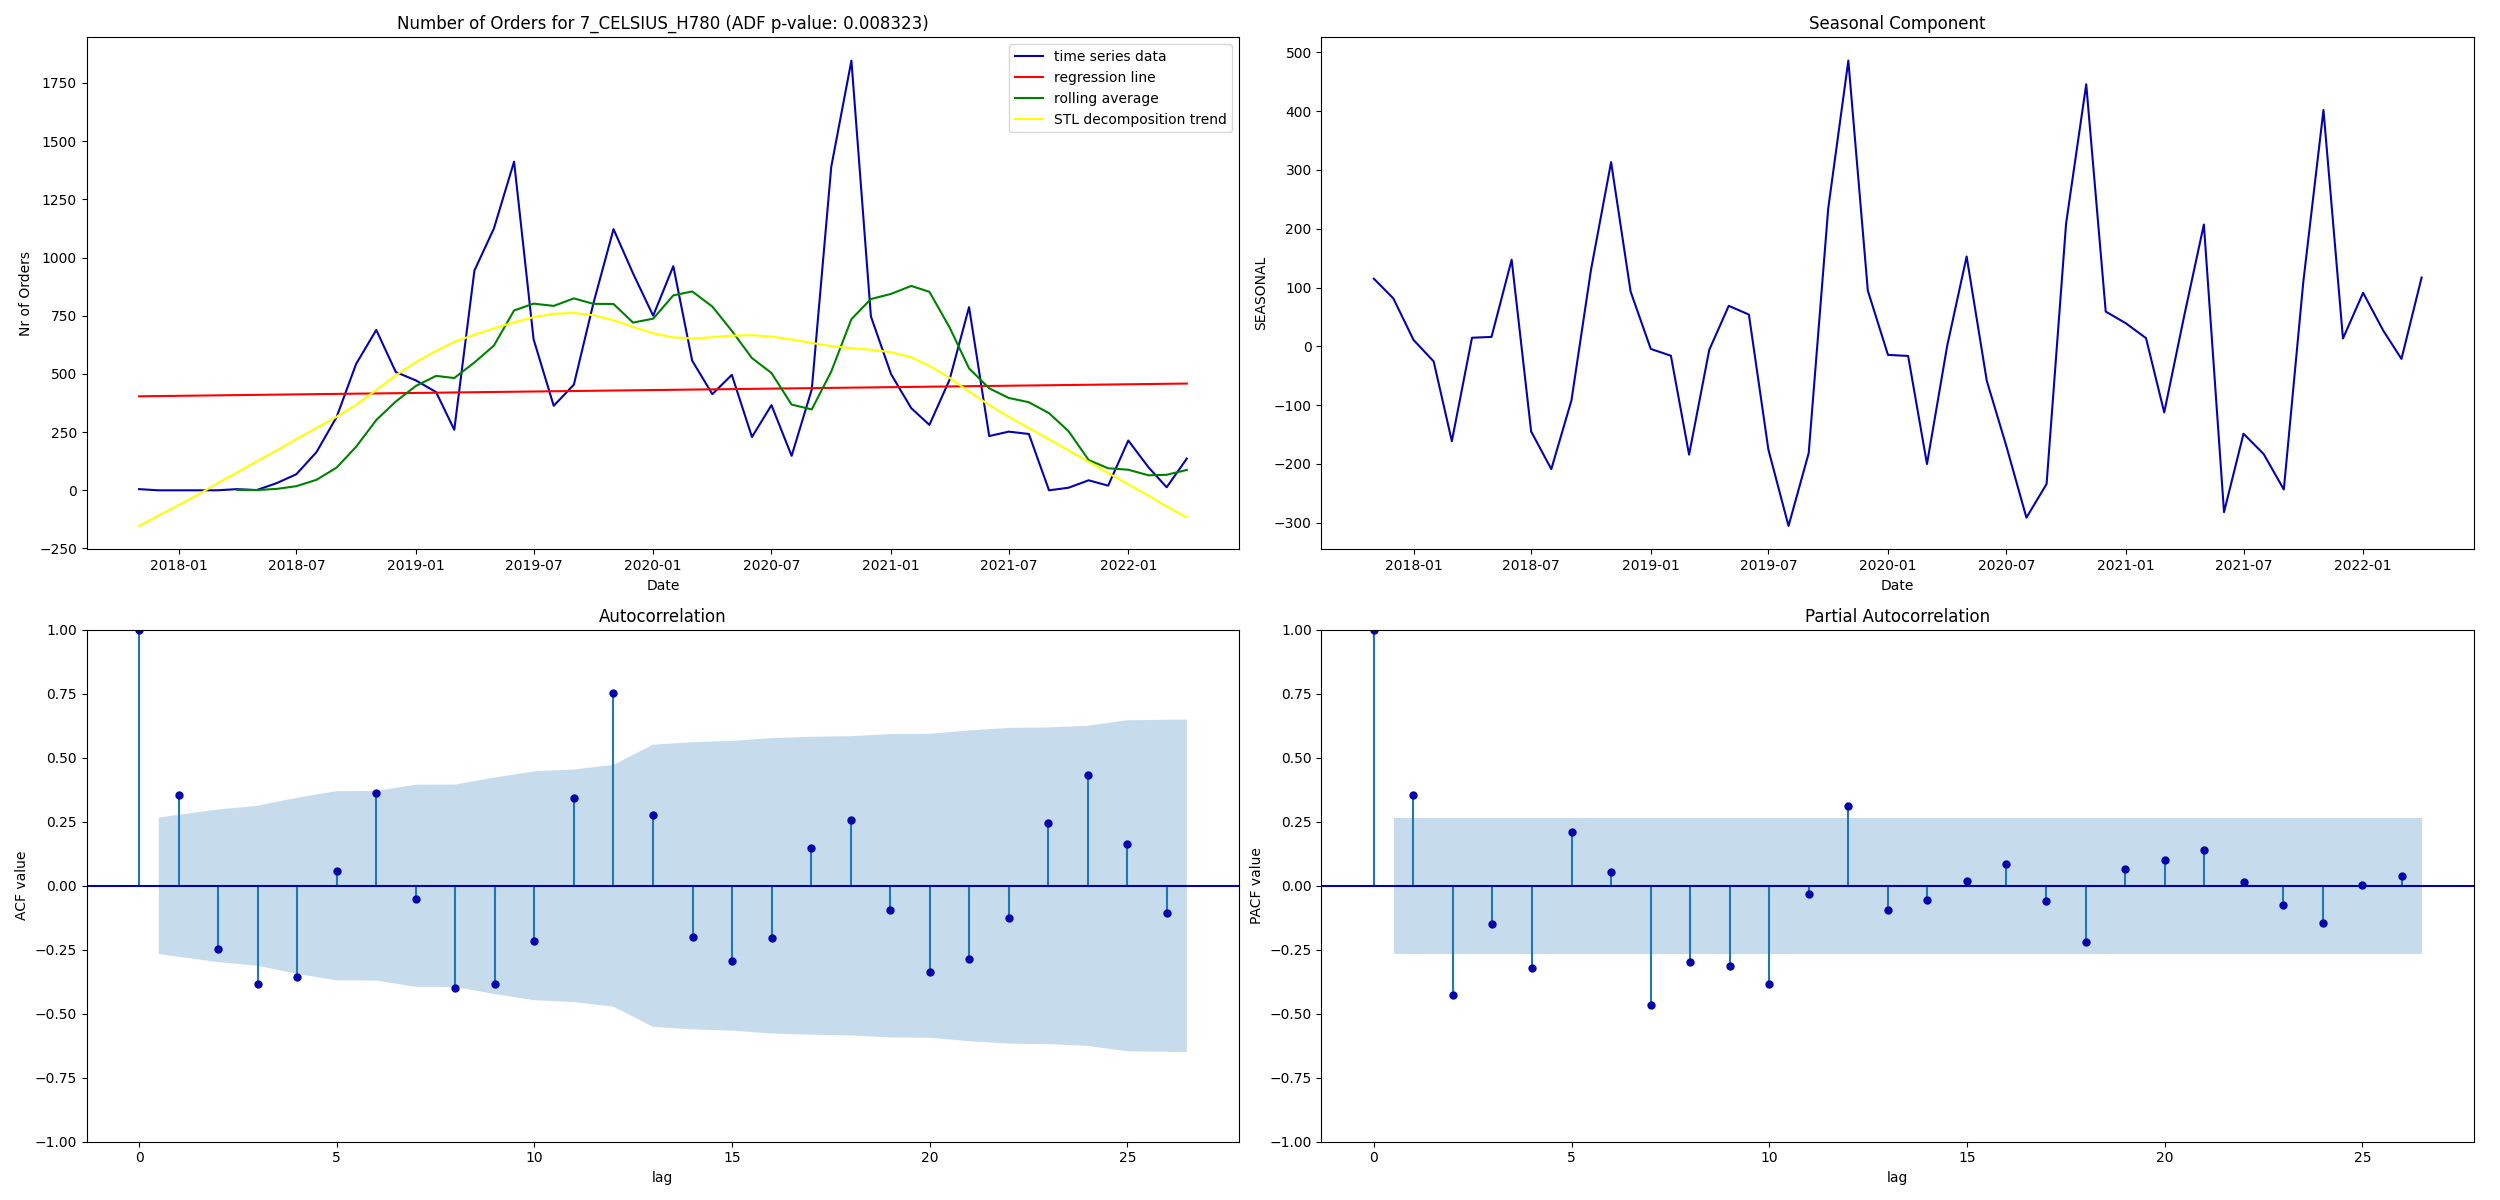 Number of Orders for 7_CELSIUS_H780 (ADF p-value: 0.008323)
time series data
regression line
rolling average
STL decomposition trend
Nr of Orders
1750
1500
1250
1000
750
500
250
0
−250
2018-01 2018-07 2019-01 2019-07 2020-01 2020-07 2021-01 2021-07 2022-01
Date
Seasonal Component
SEASONAL
500
400
300
200
100
0
−100
−200
−300
2018-01 2018-07 2019-01 2019-07 2020-01 2020-07 2021-01 2021-07 2022-01
Date
Autocorrelation
ACF value
1.00
0.75
0.50
0.25
0.00
−0.25
−0.50
−0.75
−1.00
0 5 10 15 20 25
lag
Partial Autocorrelation
PACF value
1.00
0.75
0.50
0.25
0.00
−0.25
−0.50
−0.75
−1.00
0 5 10 15 20 25
lag